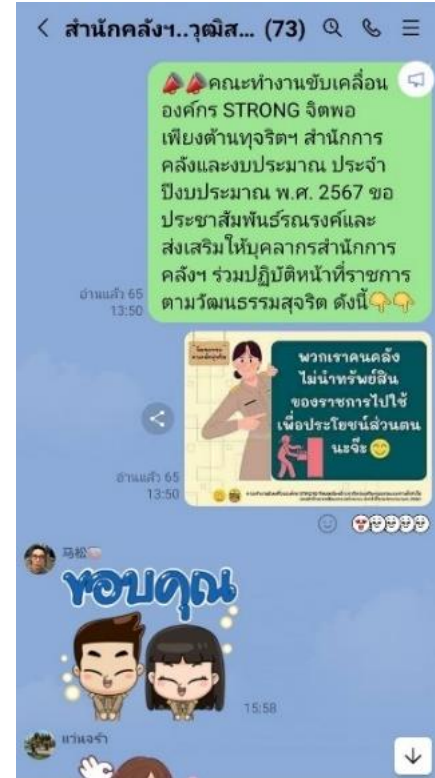 สำนักคลังฯ..วุฒิส... (73)
📣📣คณะทำงานขับเคลื่อน
องค์กร STRONG จิตพอ
เพียงต้านทุจริตฯ สำนักการ
คลังและงบประมาณ ประจำ
ปีงบประมาณ พ.ศ. 2567 ขอ
ประชาสัมพันธ์รณรงค์และ
ส่งเสริมให้บุคลากรสำนักการ
คลังฯ ร่วมปฏิบัติหน้าที่ราชการ
ตามวัฒนธรรมสุจริต ดังนี้👇👇
อ่านแล้ว 65
13:50
พวกเราคนคลัง
ไม่นำทรัพย์สิน
ของราชการไปใช้
เพื่อประโยชน์ส่วนตน
นะจ๊ะ😊
อ่านแล้ว 65
13:50
马松
ขอบคุณ
15:58
แว่นจร้า